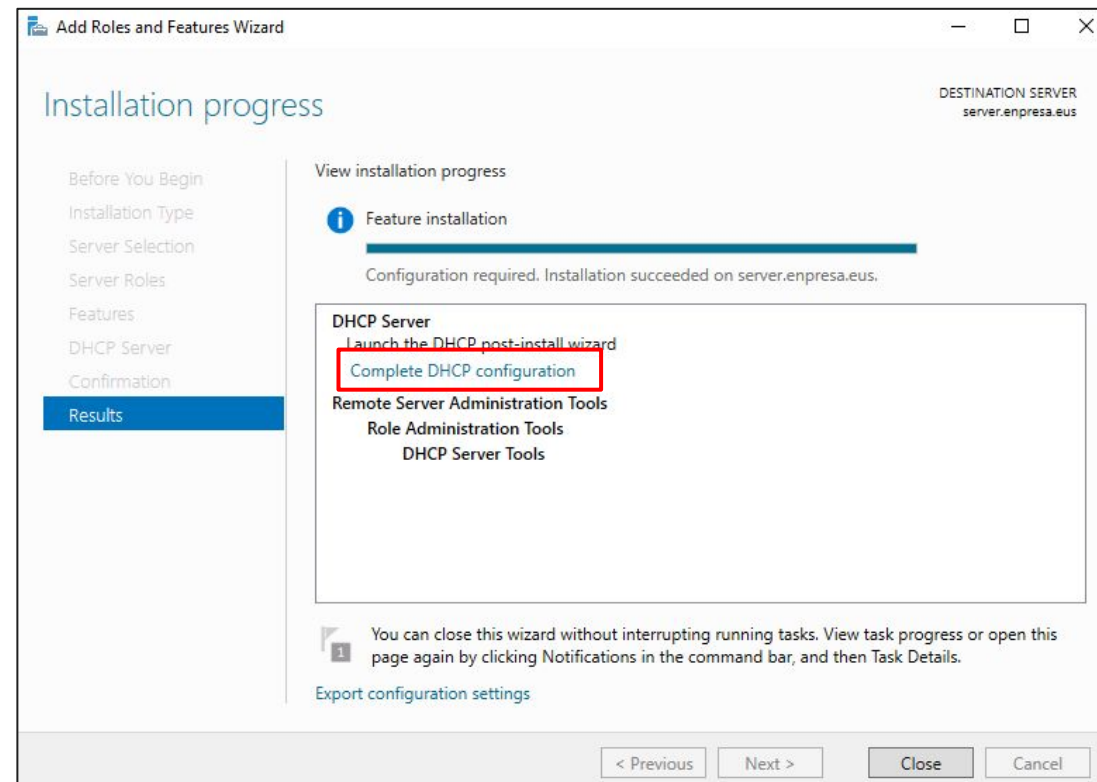 Add Roles and Features Wizard
Installation progress
DESTINATION SERVER
server.enpresa.eus
Before You Begin
Installation Type
Server Selection
Server Roles
Features
DHCP Server
Confirmation
Results
View installation progress
Feature installation
Configuration required. Installation succeeded on server.enpresa.eus.
DHCP Server
Launch the DHCP post-install wizard
Complete DHCP configuration
Remote Server Administration Tools
Role Administration Tools
DHCP Server Tools
1
You can close this wizard without interrupting running tasks. View task progress or open this
page again by clicking Notifications in the command bar, and then Task Details.
Export configuration settings
< Previous
Next >
Close
Cancel